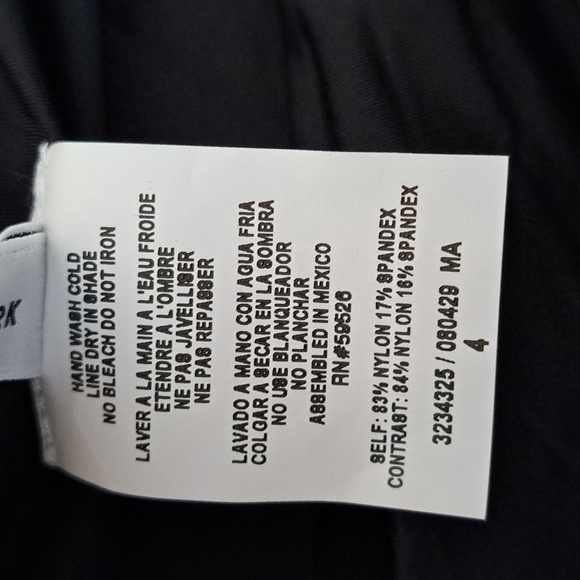 RK
HAND WASH COLD
LINE DRY IN SHADE
NO BLEACH DO NOT IRON
LAVER A LA MAIN A L'EAU FROIDE
ETENDRE A L'OMBRE
NE PAS JAVELLISER
NE PAS REPASSER
LAVADO A MANO CON AGUA FRIA
COLGAR A SECAR EN LA SOMBRA
NO USE BLANQUEADOR
NO PLANCHAR
ASSEMBLED IN MEXICO
RN#59526
SELF: 83% NYLON 17% SPANDEX
CONTRAST: 84% NYLON 16% SPANDEX
3234325 / 080429 MA
4